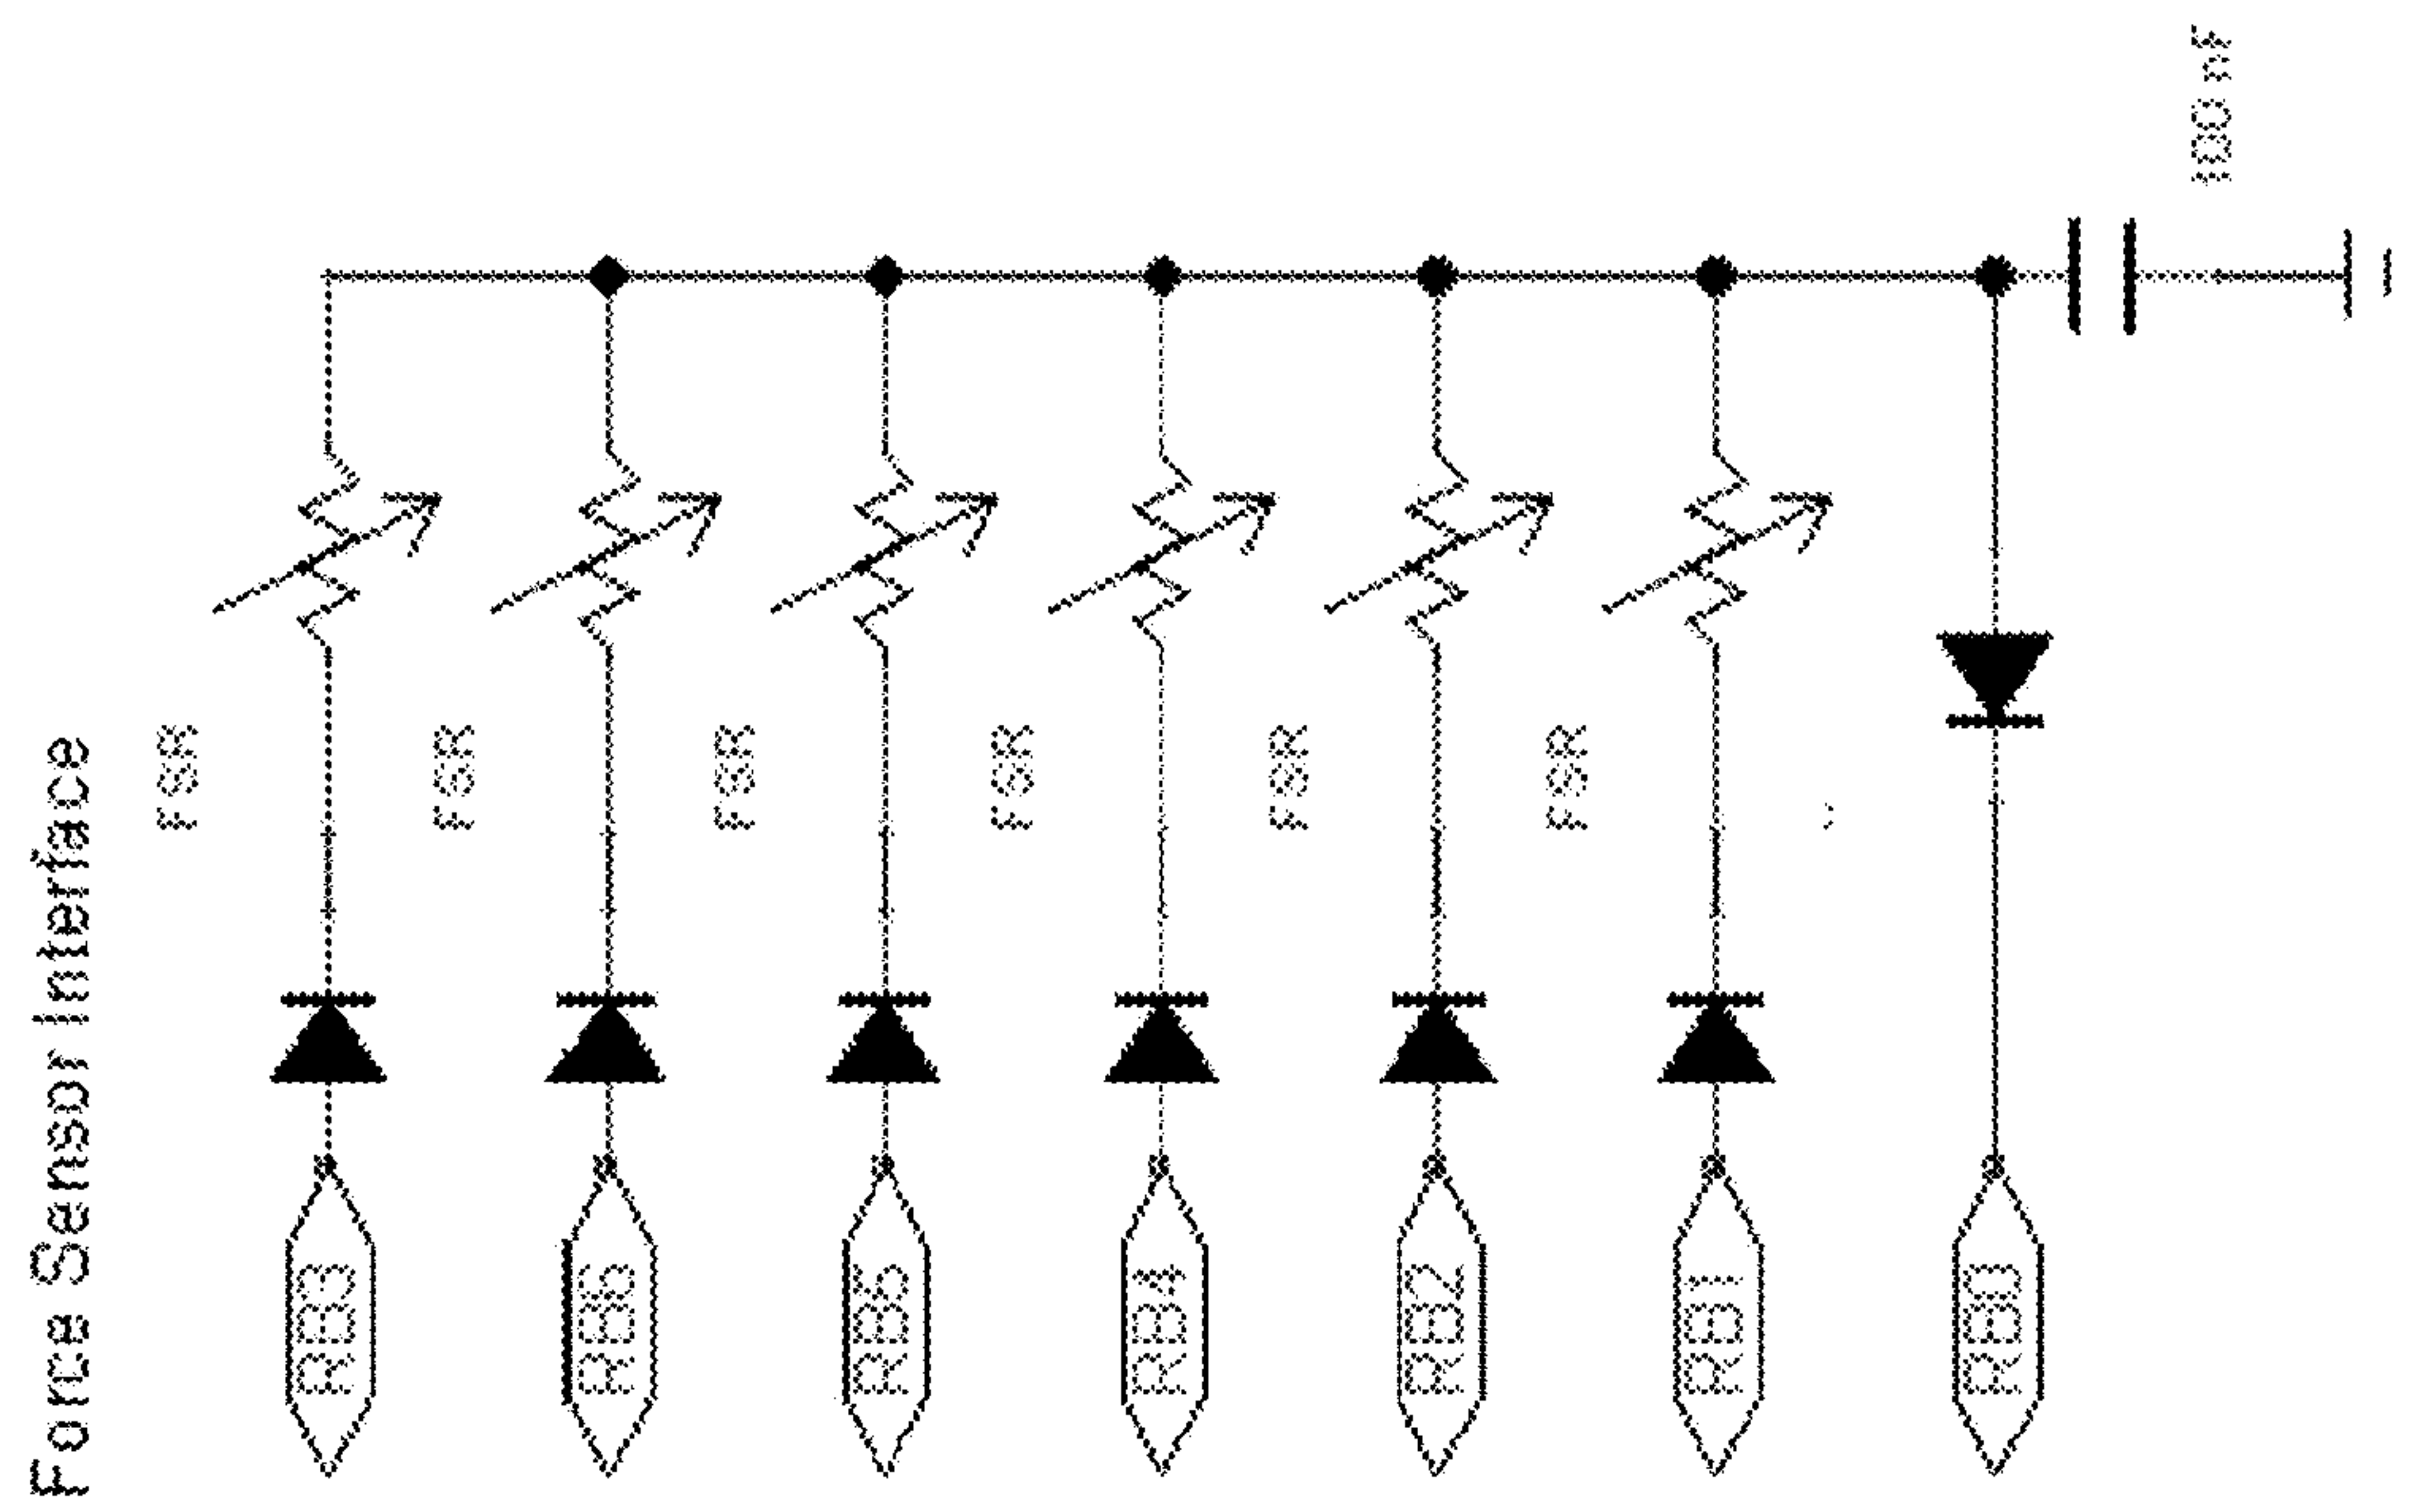 Force Sensor Interface
FSR
RB3
FSR
RB6
FSR
RB5
FSR
RB4
FSR
RB2
FSR
RB1
RB0
100 nF